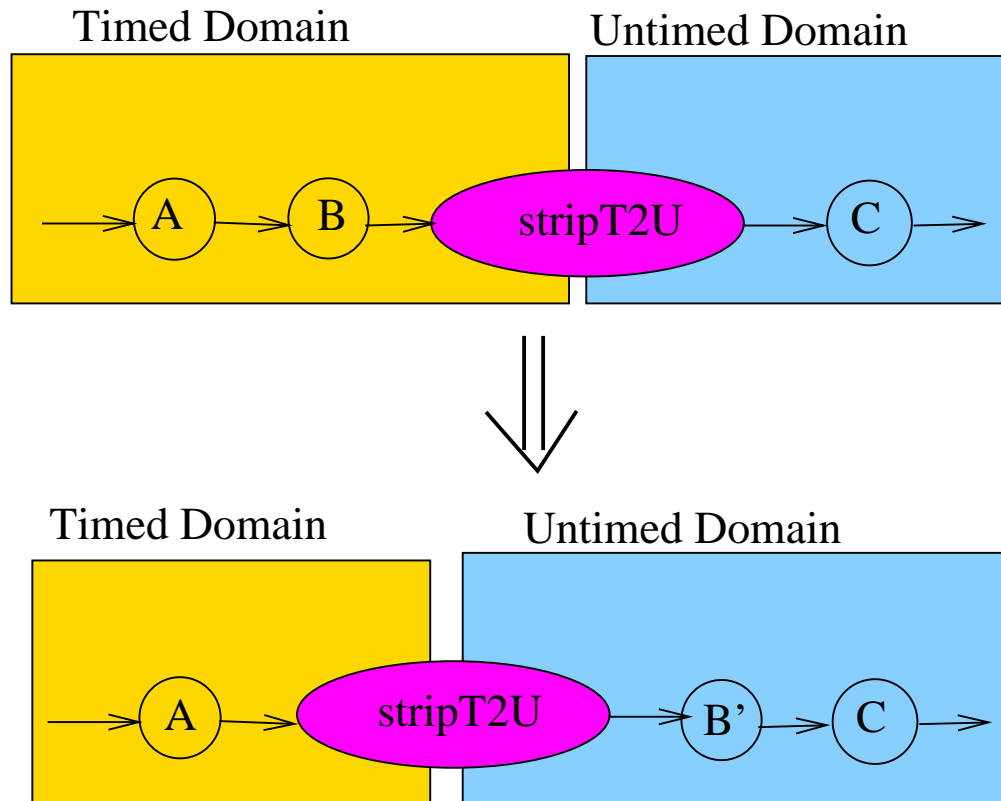 Timed Domain
Untimed Domain
A
B
stripT2U
C
Timed Domain
Untimed Domain
A
stripT2U
B’
C